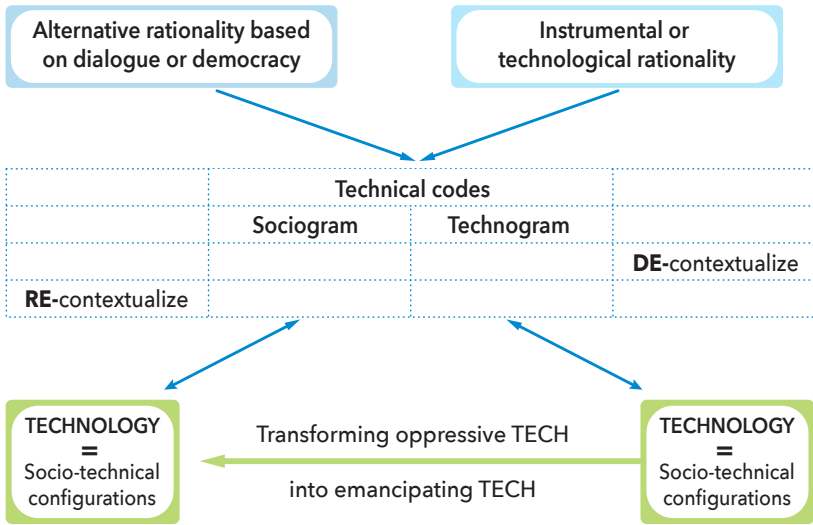 Alternative rationality based
on dialogue or democracy
Instrumental or
technological rationality
Technical codes
Sociogram
Technogram
DE-contextualize
RE-contextualize
TECHNOLOGY
=
Socio-technical
configurations
Transforming oppressive TECH
into emancipating TECH
TECHNOLOGY
=
Socio-technical
configurations